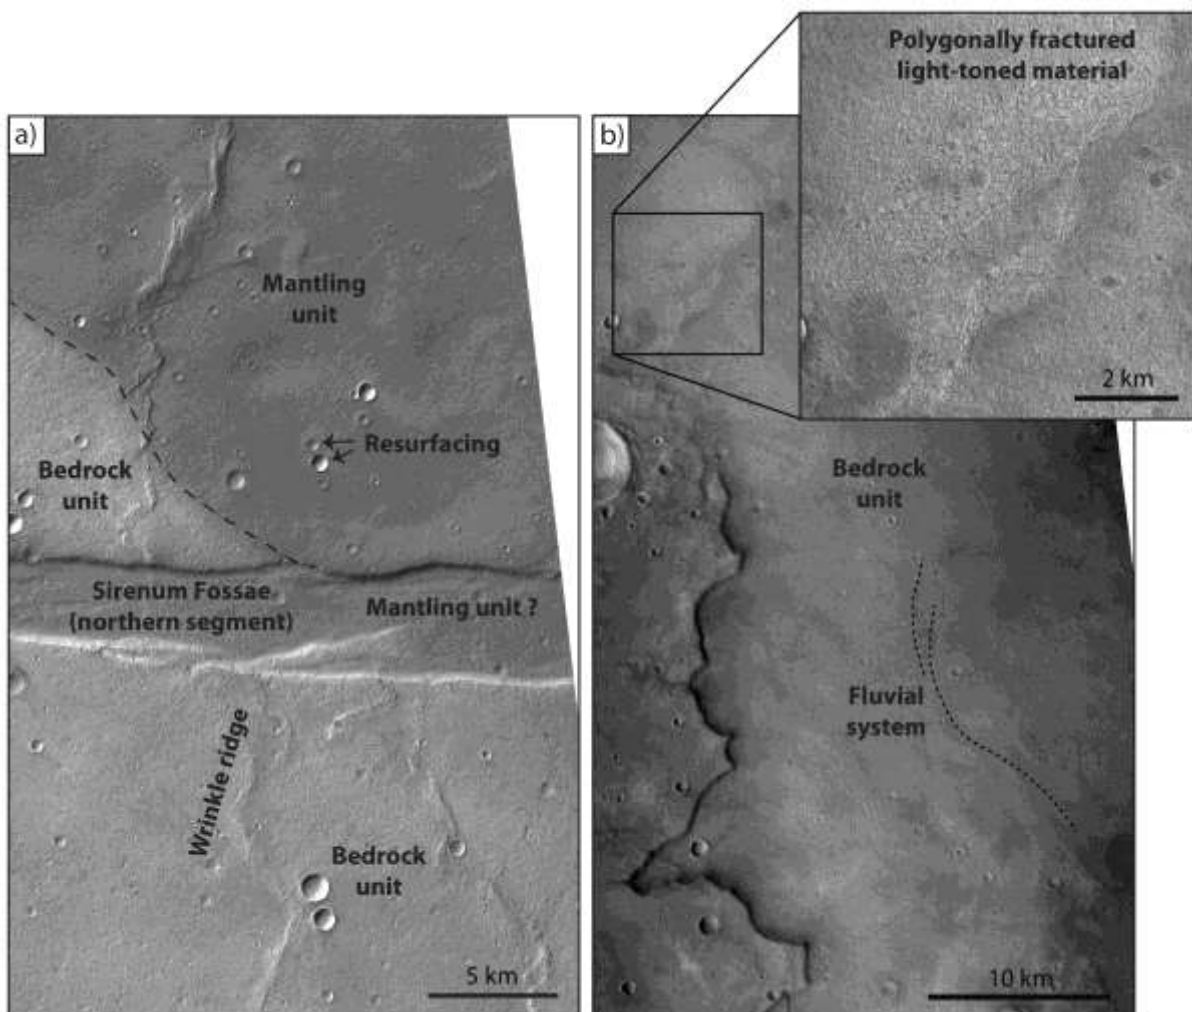 a)
Mantling
unit
Resurfacing
Bedrock
unit
Sirenum Fossae
(northern segment)
Mantling unit ?
Wrinkle ridge
Bedrock
unit
5 km
b)
Polygonally fractured
light-toned material
2 km
Bedrock
unit
Fluvial
system
10 km